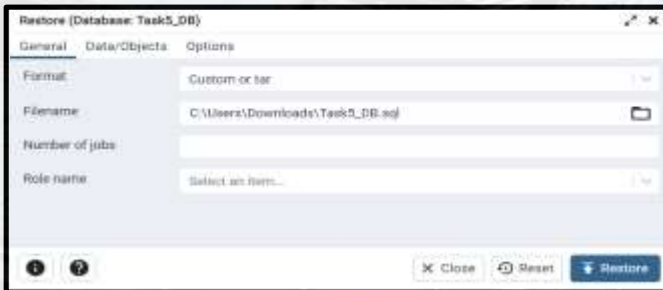 Restore (Database: Task5_DB)
General Data/Objects Options
Format Custom or tar
Filename C:\Users\Downloads\Task5_DB.sql
Number of jobs
Role name Select an item...
Close Reset Restore